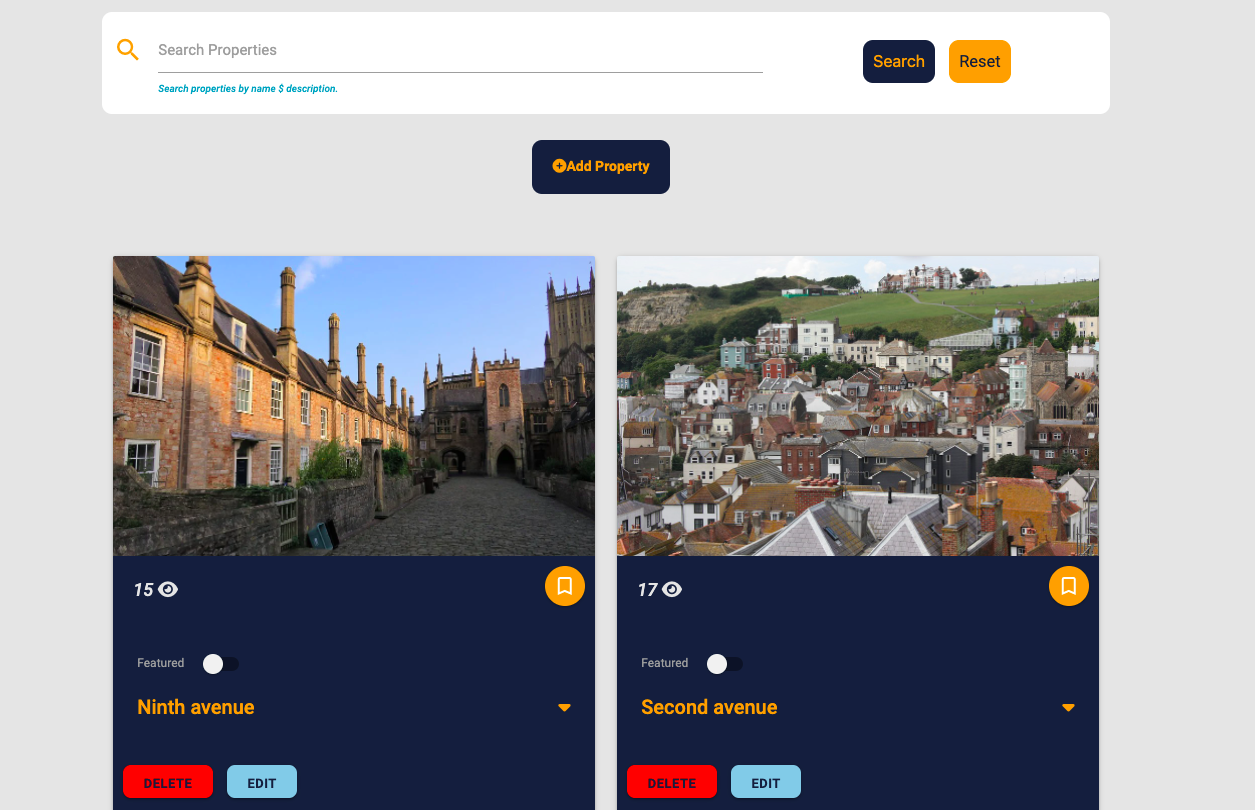 Search Properties
Search Reset
Search properties by name $ description.
Add Property
15
17
Featured
Featured
Ninth avenue
Second avenue
DELETE EDIT
DELETE EDIT